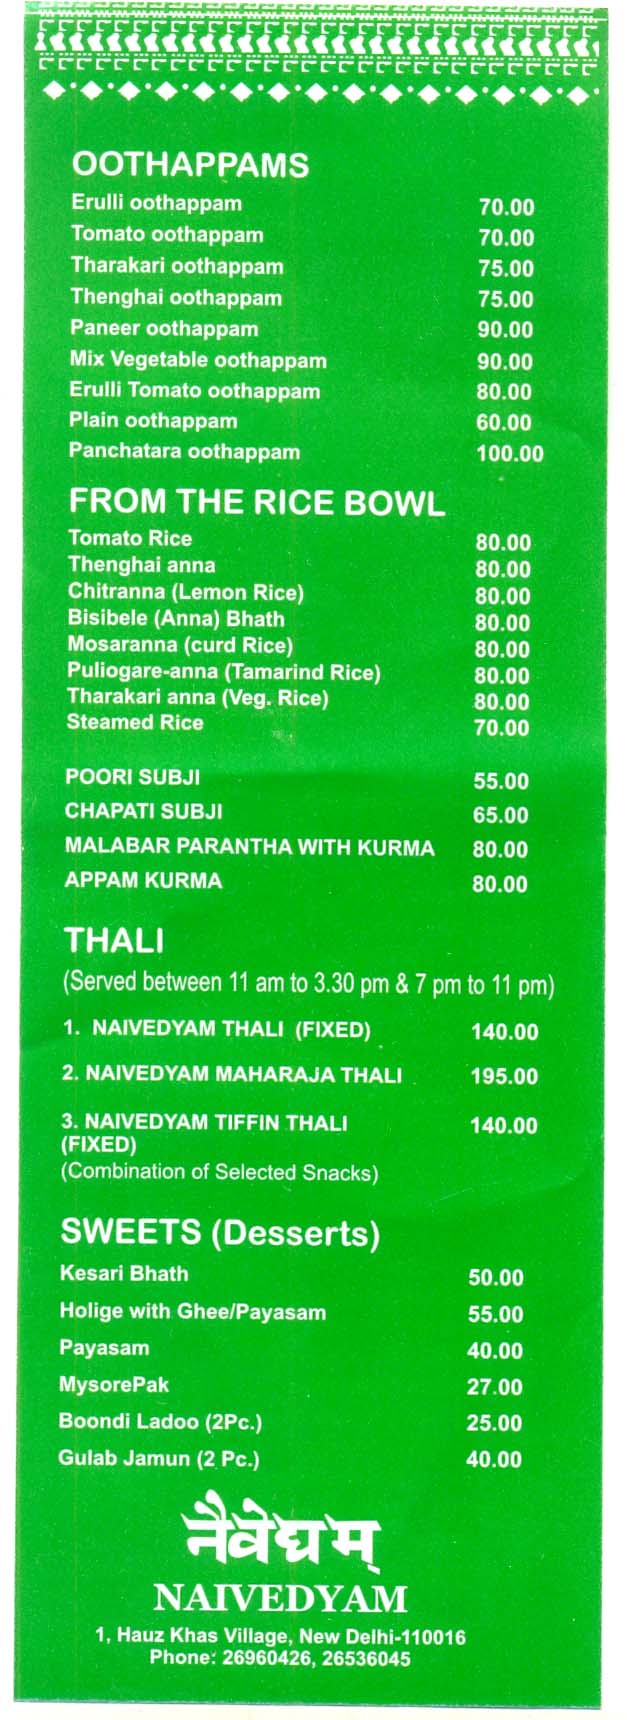 OOTHAPPAMS
Erulli oothappam 70.00
Tomato oothappam 70.00
Tharakari oothappam 75.00
Thenghai oothappam 75.00
Paneer oothappam 90.00
Mix Vegetable oothappam 90.00
Erulli Tomato oothappam 80.00
Plain oothappam 60.00
Panchatara oothappam 100.00
FROM THE RICE BOWL
Tomato Rice 80.00
Thenghai anna 80.00
Chitranna (Lemon Rice) 80.00
Bisibele (Anna) Bhath 80.00
Mosaranna (curd Rice) 80.00
Puliogare-anna (Tamarind Rice) 80.00
Tharakari anna (Veg. Rice) 80.00
Steamed Rice 70.00
POORI SUBJI 55.00
CHAPATI SUBJI 65.00
MALABAR PARANTHA WITH KURMA 80.00
APPAM KURMA 80.00
THALI
(Served between 11 am to 3.30 pm & 7 pm to 11 pm)
1. NAIVEDYAM THALI (FIXED) 140.00
2. NAIVEDYAM MAHARAJA THALI 195.00
3. NAIVEDYAM TIFFIN THALI 140.00
(FIXED)
(Combination of Selected Snacks)
SWEETS (Desserts)
Kesari Bhath 50.00
Holige with Ghee/Payasam 55.00
Payasam 40.00
MysorePak 27.00
Boondi Ladoo (2Pc.) 25.00
Gulab Jamun (2 Pc.) 40.00
नैवेद्यम्
NAIVEDYAM
1, Hauz Khas Village, New Delhi-110016
Phone: 26960426, 26536045